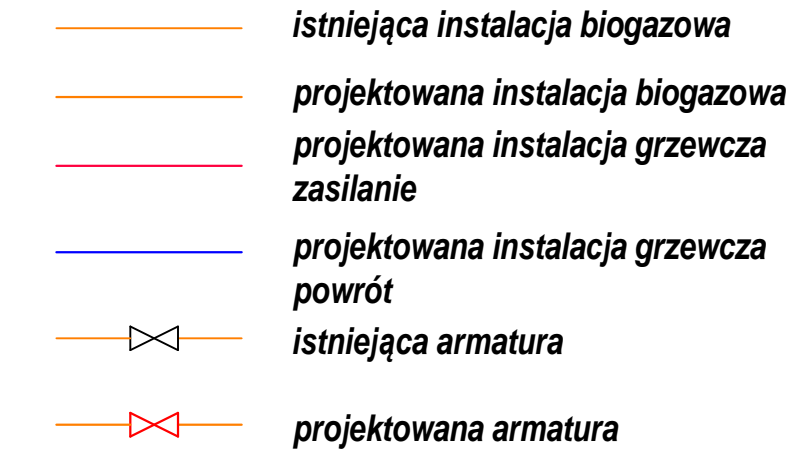 istniejąca instalacja biogazowa
projektowana instalacja biogazowa
projektowana instalacja grzewcza
zasilanie
projektowana instalacja grzewcza
powrót
istniejąca armatura
projektowana armatura